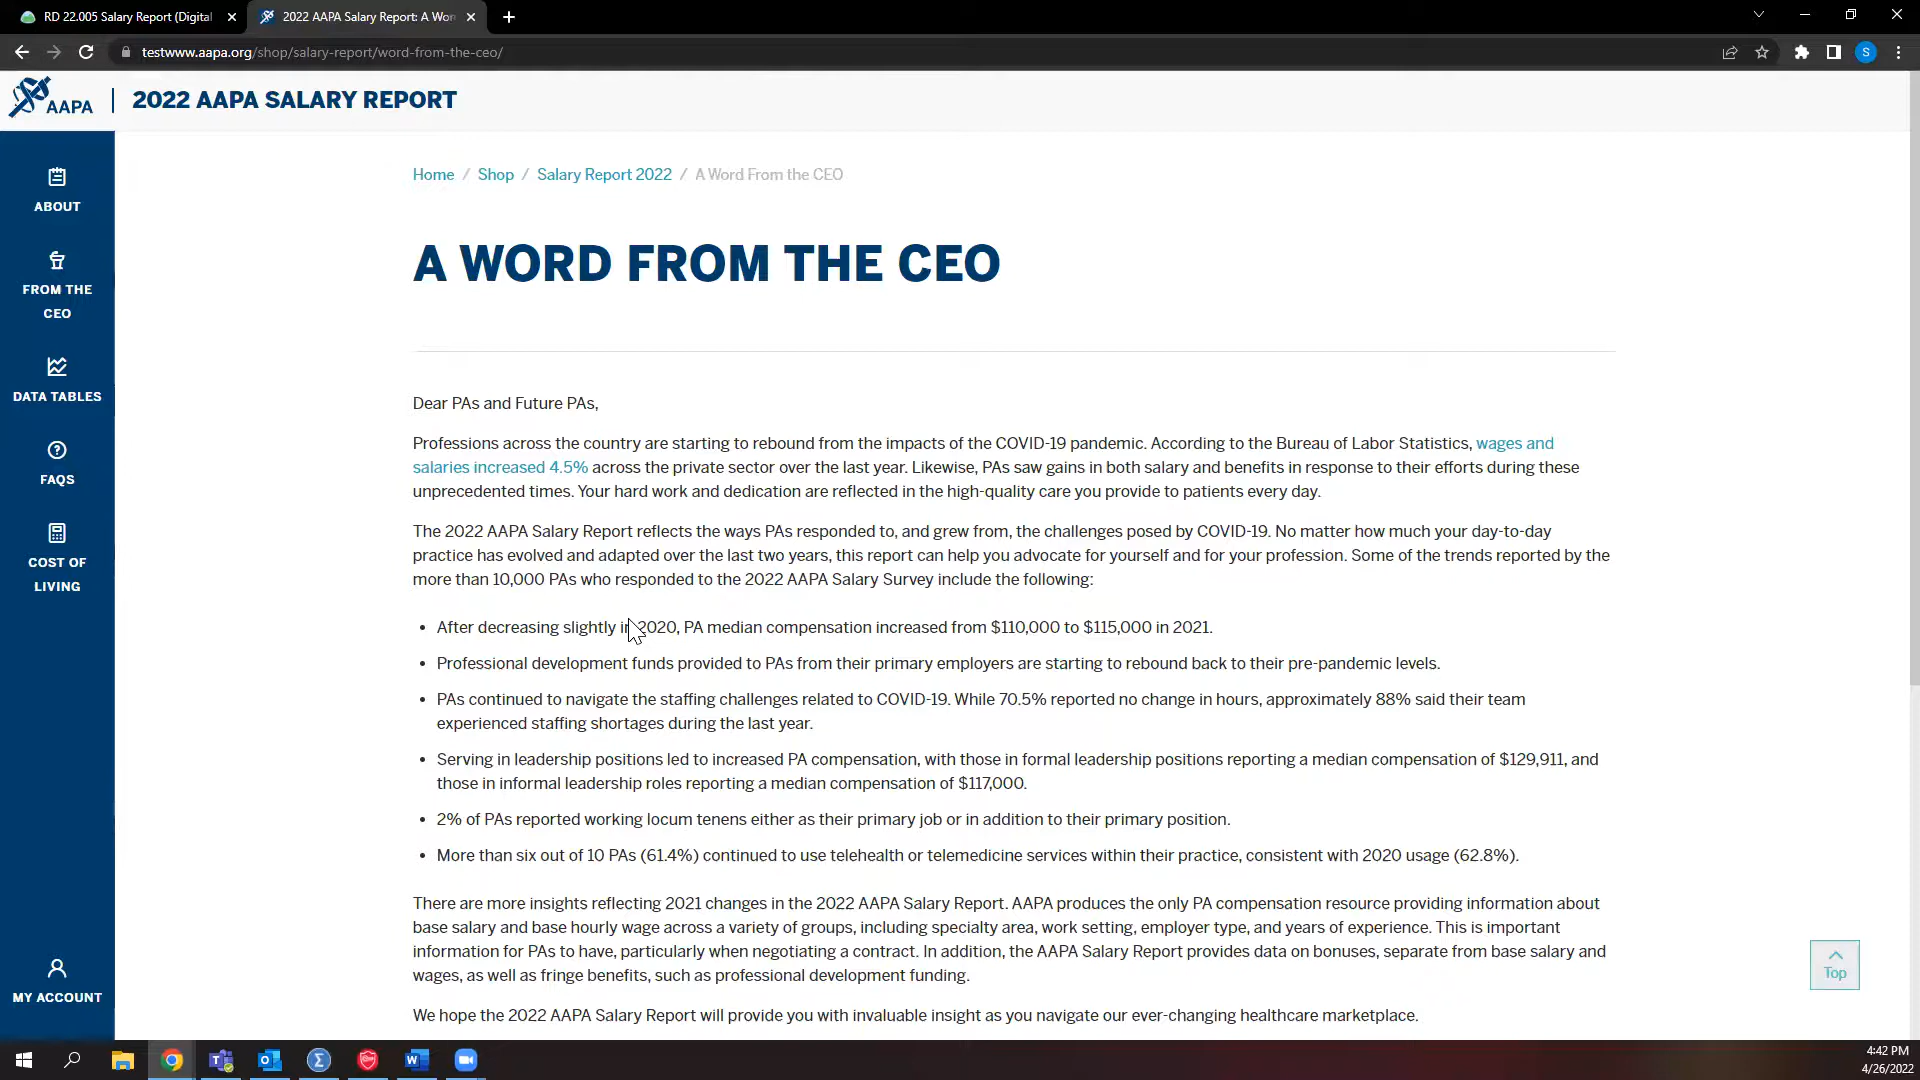 RD 22.005 Salary Report (Digital
2022 AAPA Salary Report: A Wor
testwww.aapa.org/shop/salary-report/word-from-the-ceo/
S
AAPA
2022 AAPA SALARY REPORT
ABOUT
FROM THE
CEO
DATA TABLES
FAQS
COST OF
LIVING
MY ACCOUNT
Home / Shop / Salary Report 2022 / A Word From the CEO
A WORD FROM THE CEO
Dear PAs and Future PAs,
Professions across the country are starting to rebound from the impacts of the COVID-19 pandemic. According to the Bureau of Labor Statistics, wages and
salaries increased 4.5% across the private sector over the last year. Likewise, PAs saw gains in both salary and benefits in response to their efforts during these
unprecedented times. Your hard work and dedication are reflected in the high-quality care you provide to patients every day.
The 2022 AAPA Salary Report reflects the ways PAs responded to, and grew from, the challenges posed by COVID-19. No matter how much your day-to-day
practice has evolved and adapted over the last two years, this report can help you advocate for yourself and for your profession. Some of the trends reported by the
more than 10,000 PAs who responded to the 2022 AAPA Salary Survey include the following:
• After decreasing slightly in 2020, PA median compensation increased from $110,000 to $115,000 in 2021.
• Professional development funds provided to PAs from their primary employers are starting to rebound back to their pre-pandemic levels.
• PAs continued to navigate the staffing challenges related to COVID-19. While 70.5% reported no change in hours, approximately 88% said their team
experienced staffing shortages during the last year.
• Serving in leadership positions led to increased PA compensation, with those in formal leadership positions reporting a median compensation of $129,911, and
those in informal leadership roles reporting a median compensation of $117,000.
• 2% of PAs reported working locum tenens either as their primary job or in addition to their primary position.
• More than six out of 10 PAs (61.4%) continued to use telehealth or telemedicine services within their practice, consistent with 2020 usage (62.8%).
There are more insights reflecting 2021 changes in the 2022 AAPA Salary Report. AAPA produces the only PA compensation resource providing information about
base salary and base hourly wage across a variety of groups, including specialty area, work setting, employer type, and years of experience. This is important
information for PAs to have, particularly when negotiating a contract. In addition, the AAPA Salary Report provides data on bonuses, separate from base salary and
wages, as well as fringe benefits, such as professional development funding.
We hope the 2022 AAPA Salary Report will provide you with invaluable insight as you navigate our ever-changing healthcare marketplace.
Top
4:42 PM
4/26/2022